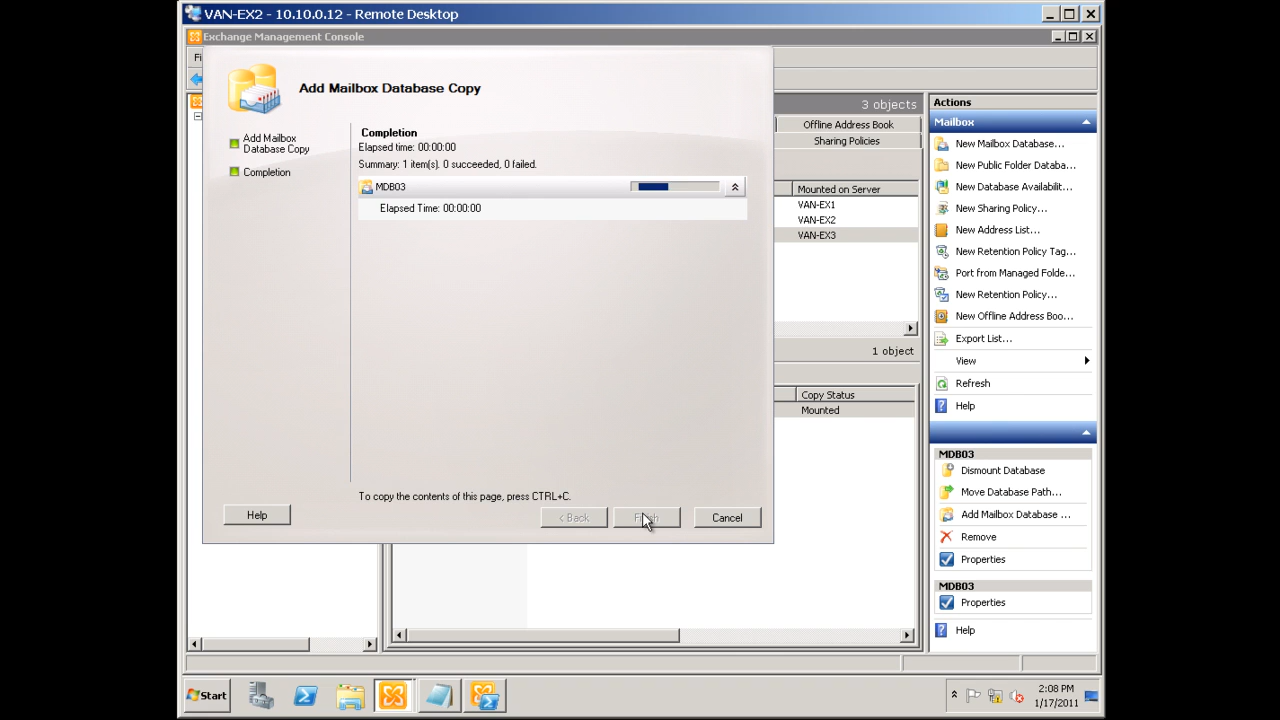 VAN-EX2 - 10.10.0.12 - Remote Desktop
Exchange Management Console
Fi
Add Mailbox Database Copy
3 objects
Actions
Mailbox
Add Mailbox
Database Copy
Completion
Completion
Elapsed time: 00:00:00
Summary: 1 item(s). 0 succeeded, 0 failed.
MDB03
Elapsed Time: 00:00:00
To copy the contents of this page, press CTRL+C.
Help
< Back
Cancel
Offline Address Book
Sharing Policies
Mounted on Server
VAN-EX1
VAN-EX2
VAN-EX3
1 object
Copy Status
Mounted
New Mailbox Database...
New Public Folder Databa...
New Database Availabilit...
New Sharing Policy...
New Address List...
New Retention Policy Tag...
Port from Managed Folde...
New Retention Policy...
New Offline Address Boo...
Export List...
View
Refresh
Help
MDB03
Dismount Database
Move Database Path...
Add Mailbox Database ...
Remove
Properties
MDB03
Properties
Help
Start
2:08 PM
1/17/2011